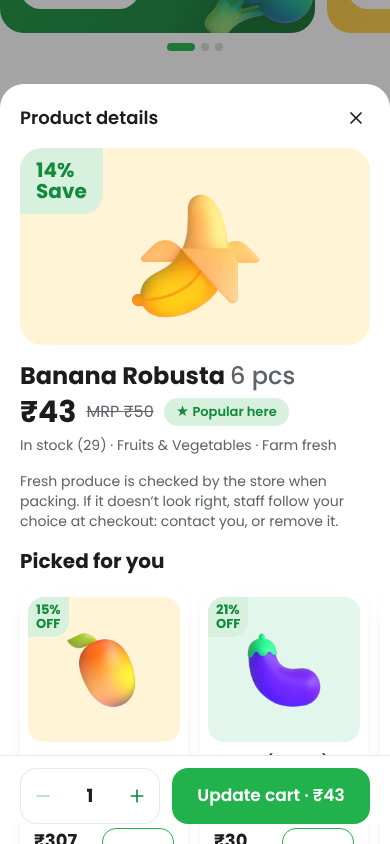 Product details
14%
Save
Banana Robusta 6 pcs
₹43 MRP ₹50 ★ Popular here
In stock (29) · Fruits & Vegetables · Farm fresh
Fresh produce is checked by the store when
packing. If it doesn’t look right, staff follow your
choice at checkout: contact you, or remove it.
Picked for you
15%
OFF
21%
OFF
1
Update cart · ₹43
₹307
₹30